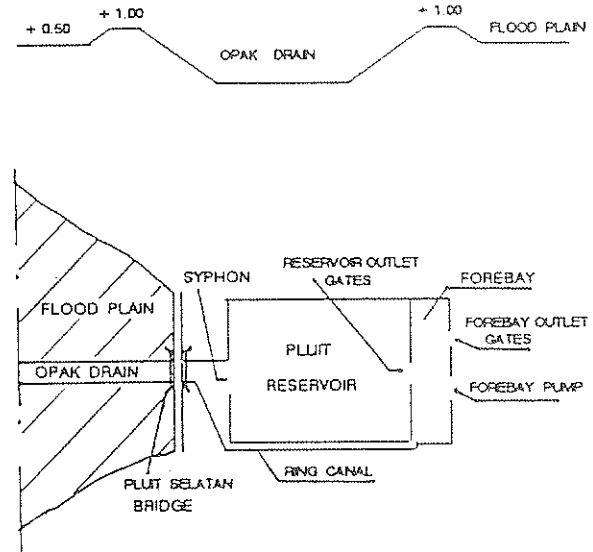 + 0.50
+ 1.00
OPAK DRAIN
+ 1.00
FLOOD PLAIN
SYPHON
RESERVOIR OUTLET
GATES
FOREBAY
FLOOD PLAIN
FOREBAY OUTLET
GATES
PLUIT
RESERVOIR
OPAK DRAIN
FOREBAY PUMP
PLUIT SELATAN
BRIDGE
RING CANAL